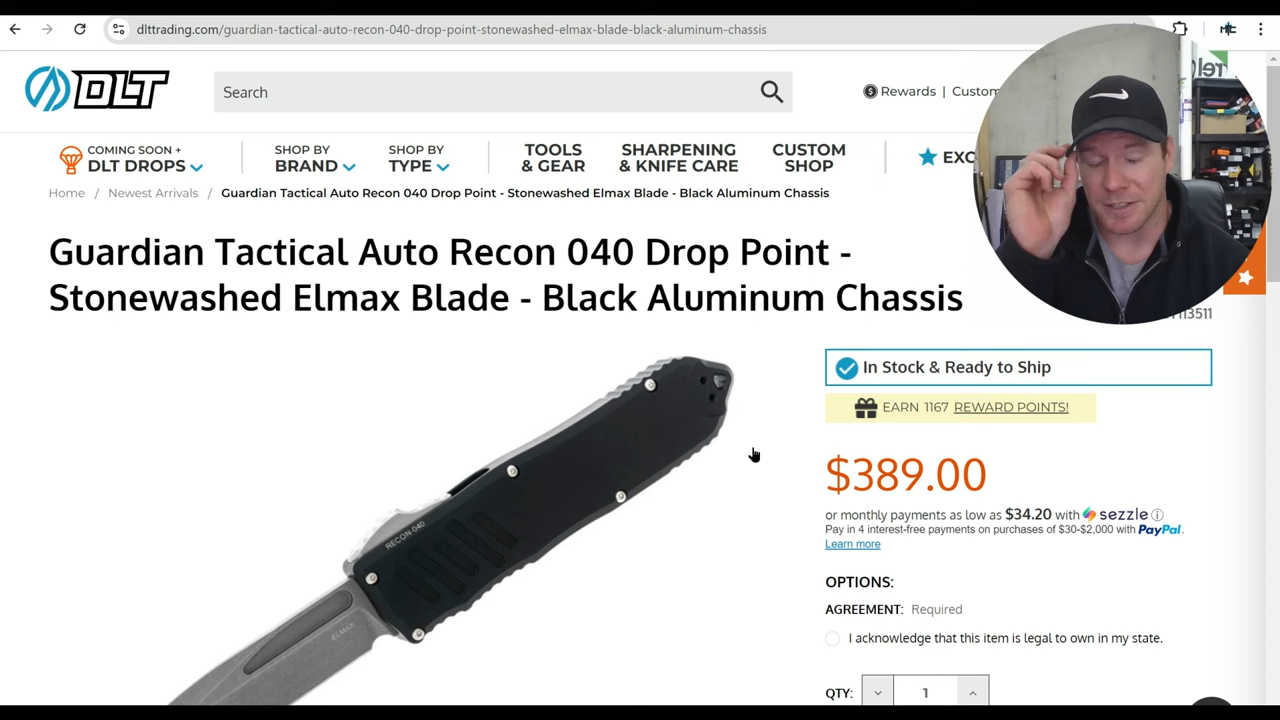 dlttrading.com/guardian-tactical-auto-recon-040-drop-point-stonewashed-elmax-blade-black-aluminum-chassis
DLT
Search
Rewards | Custom
COMING SOON +
DLT DROPS
SHOP BY
BRAND
SHOP BY
TYPE
TOOLS
& GEAR
SHARPENING
& KNIFE CARE
CUSTOM
SHOP
EXC
Home / Newest Arrivals / Guardian Tactical Auto Recon 040 Drop Point - Stonewashed Elmax Blade - Black Aluminum Chassis
Guardian Tactical Auto Recon 040 Drop Point -
Stonewashed Elmax Blade - Black Aluminum Chassis
113511
In Stock & Ready to Ship
EARN 1167 REWARD POINTS!
$389.00
or monthly payments as low as $34.20 with sezzle
Pay in 4 interest-free payments on purchases of $30-$2,000 with PayPal.
Learn more
RECON-040
ELMAX
OPTIONS:
AGREEMENT: Required
I acknowledge that this item is legal to own in my state.
QTY: 1